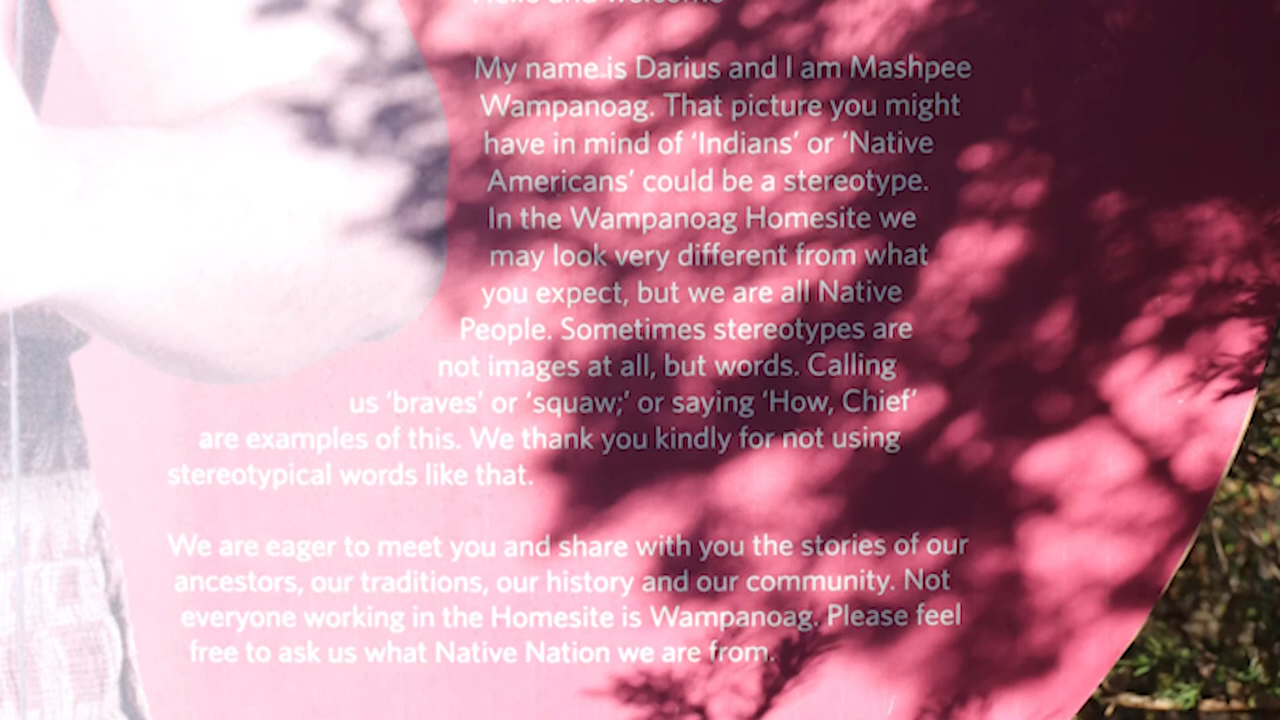 Hello and welcome
My name is Darius and I am Mashpee
Wampanoag. That picture you might
have in mind of ‘Indians’ or ‘Native
Americans’ could be a stereotype.
In the Wampanoag Homesite we
may look very different from what
you expect, but we are all Native
People. Sometimes stereotypes are
not images at all, but words. Calling
us ‘braves’ or ‘squaw;’ or saying ‘How, Chief’
are examples of this. We thank you kindly for not using
stereotypical words like that.
We are eager to meet you and share with you the stories of our
ancestors, our traditions, our history and our community. Not
everyone working in the Homesite is Wampanoag. Please feel
free to ask us what Native Nation we are from.